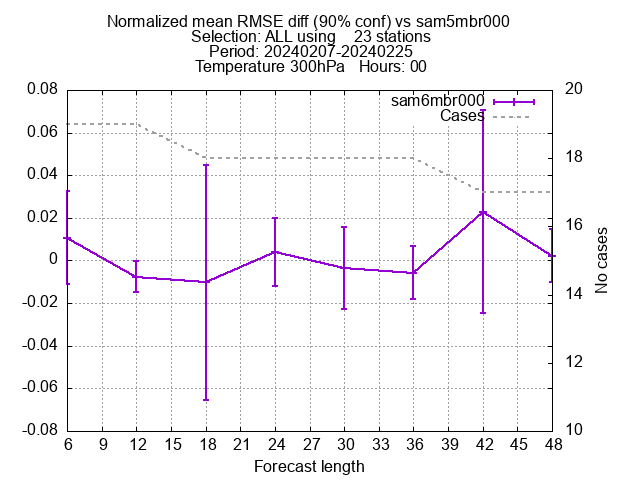 Normalized mean RMSE diff (90% conf) vs sam5mbr000
Selection: ALL using    23 stations
Period: 20240207-20240225
Temperature 300hPa   Hours: 00
sam6mbr000
Cases
0.08
0.06
0.04
0.02
0
-0.02
-0.04
-0.06
-0.08
20
18
16
14
12
10
No cases
6 9 12 15 18 21 24 27 30 33 36 39 42 45 48
Forecast length